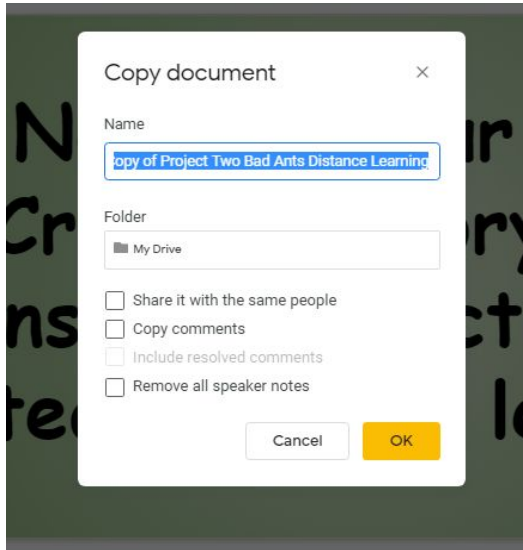 Copy document
Name
Copy of Project Two Bad Ants Distance Learning
Folder
My Drive
Share it with the same people
Copy comments
Include resolved comments
Remove all speaker notes
Cancel
OK